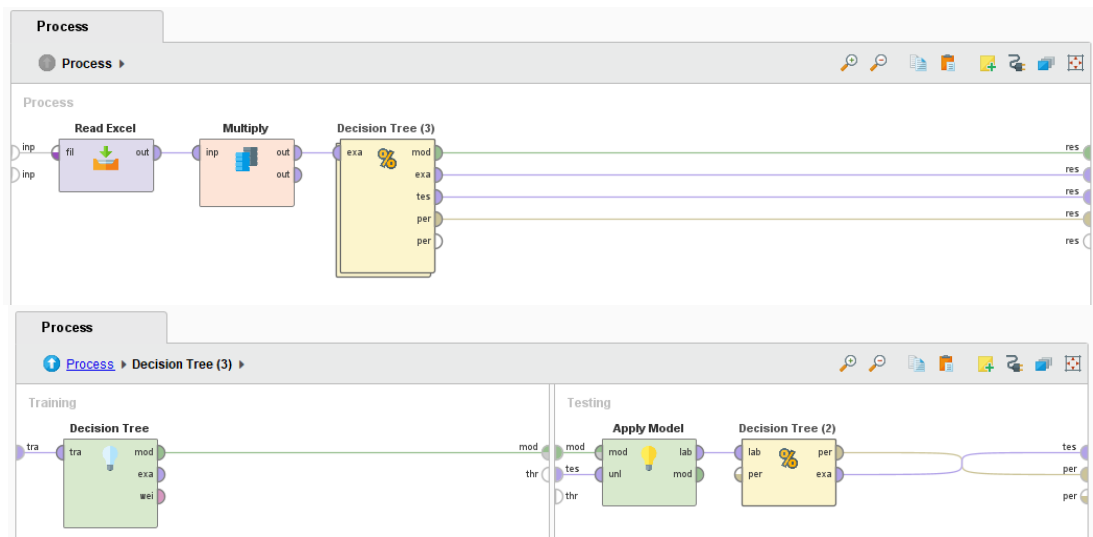 Process
Process
Process
Read Excel Multiply Decision Tree (3)
inp fil out inp out exa mod res
inp out exa res
tes res
per res
per res
Process
Process Decision Tree (3)
Training Testing
Decision Tree Apply Model Decision Tree (2)
tra tra mod mod mod mod lab lab per tes
exa thr tes unl mod per exa per
wei thr per